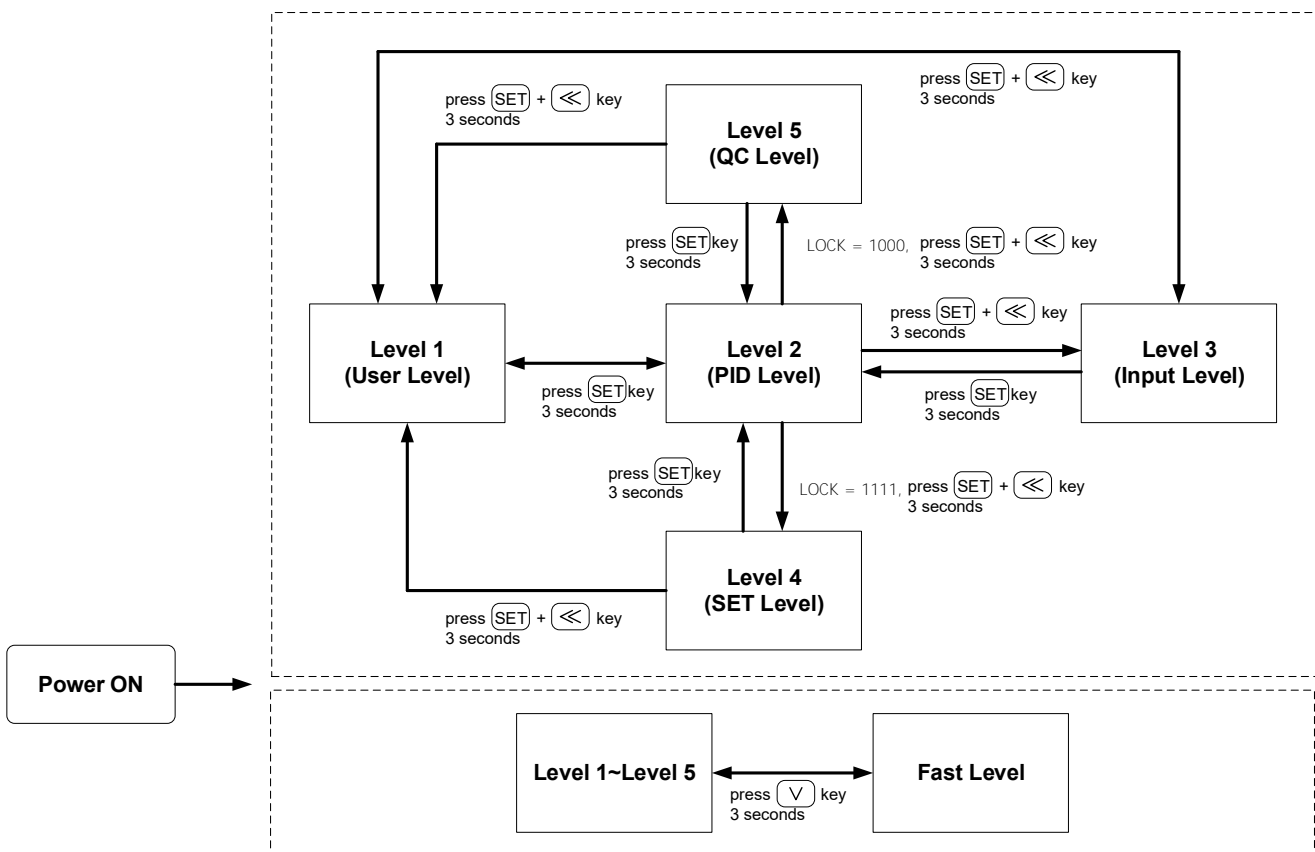 press SET + ≪ key
3 seconds
press SET + ≪ key
3 seconds
Level 5
(QC Level)
press SET key
3 seconds
LOCK = 1000, press SET + ≪ key
3 seconds
Level 1
(User Level)
press SET key
3 seconds
Level 2
(PID Level)
press SET + ≪ key
3 seconds
press SET key
3 seconds
Level 3
(Input Level)
press SET key
3 seconds
LOCK = 1111, press SET + ≪ key
3 seconds
Level 4
(SET Level)
press SET + ≪ key
3 seconds
Power ON
Level 1~Level 5
press ∨ key
3 seconds
Fast Level